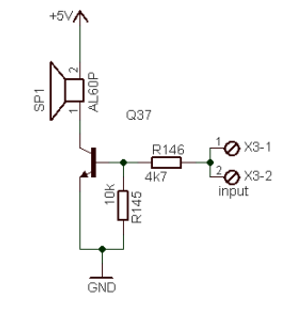 +5V
SP1
2
1
AL60P
Q37
R146
4k7
1
X3-1
2
X3-2
input
10k
R145
GND